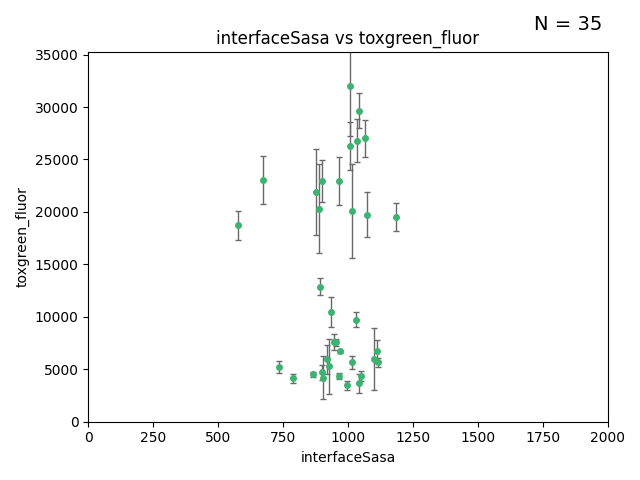 N = 35
interfaceSasa vs toxgreen_fluor
35000
30000
25000
20000
15000
10000
5000
0
toxgreen_fluor
0 250 500 750 1000 1250 1500 1750 2000
interfaceSasa